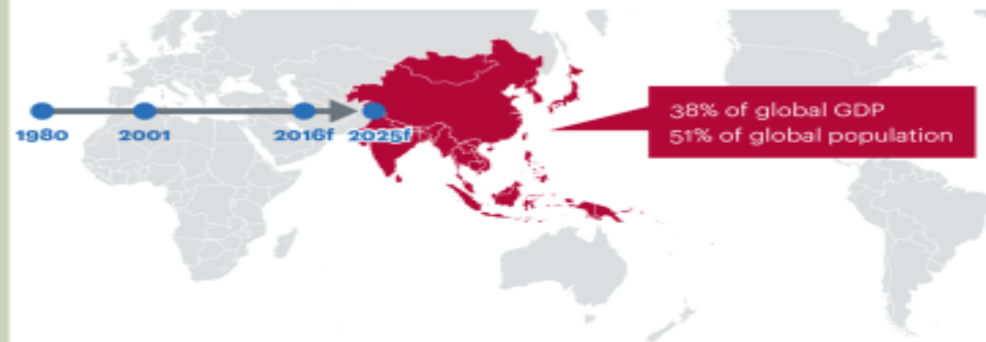 38% of global GDP
51% of global population
1980
2001
2016f
2025f